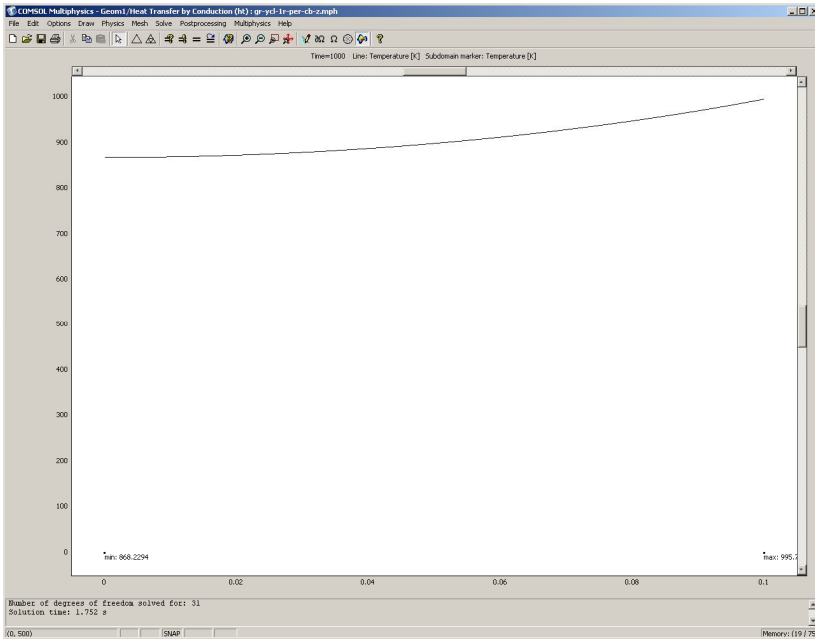 COMSOL Multiphysics - Geom1/Heat Transfer by Conduction (ht) : gr-ycl-1r-per-cb-z.mph
File Edit Options Draw Physics Mesh Solve Postprocessing Multiphysics Help
Time=1000 Line: Temperature [K] Subdomain marker: Temperature [K]
1000
900
800
700
600
500
400
300
200
100
0
min: 868.2294
max: 995.7
0 0.02 0.04 0.06 0.08 0.1
Number of degrees of freedom solved for: 31
Solution time: 1.752 s
(0, 500) SNAP Memory: (19 / 75